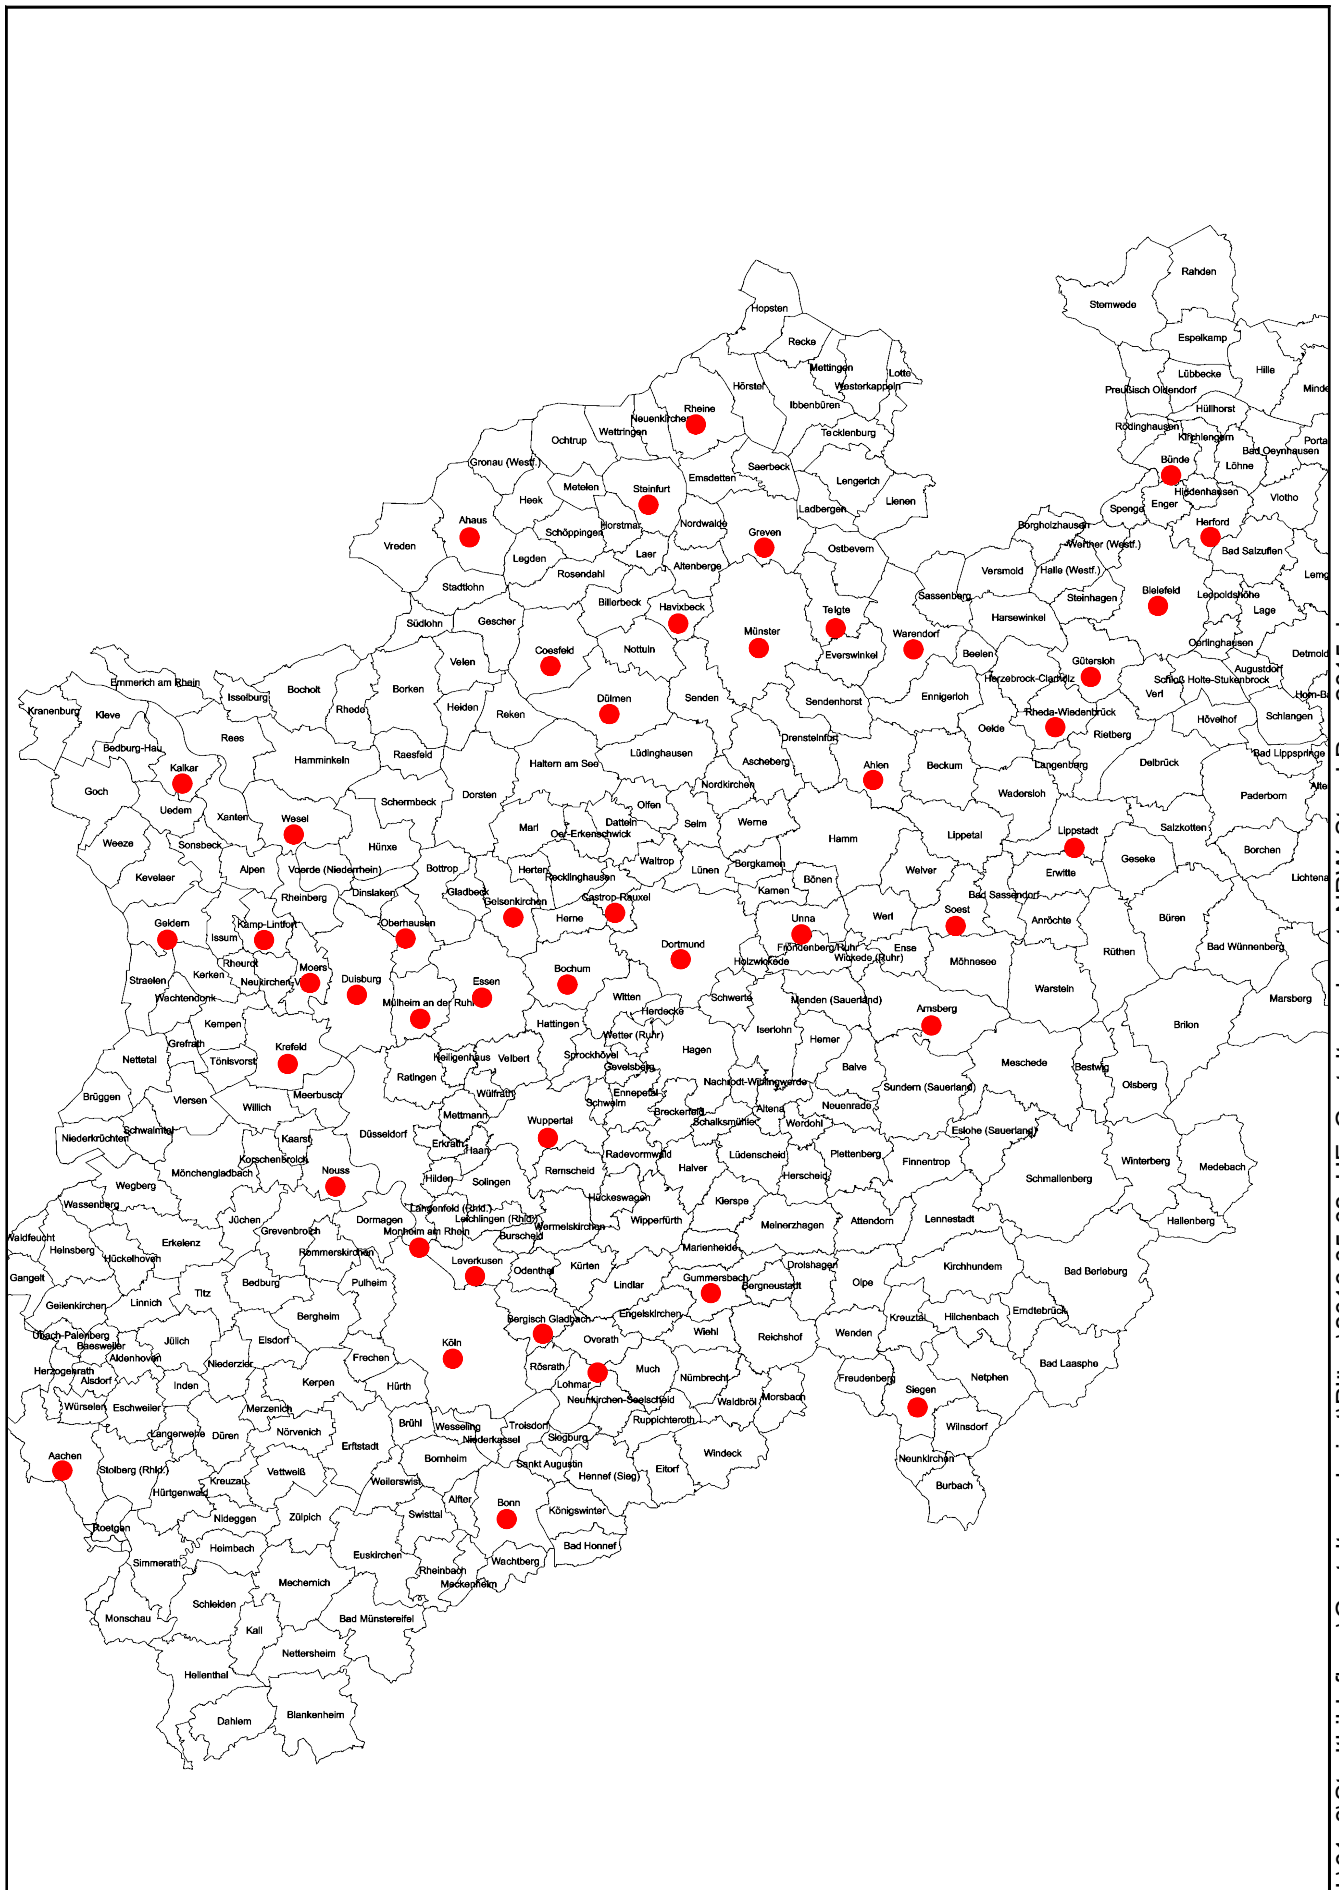 Rahden
Stemwede
Hopsten
Espelkamp
Recke
Mettingen
Lotte
Westerkappeln
Hille
Lübbecke
Preußisch Oldendorf
Minde
Hörstel
Ibbenbüren
Rheine
Neuenkirchen
Wettringen
Ochtrup
Tecklenburg
Hüllhorst
Rödinghausen
Kirchlengern
Porta
Bad Oeynhausen
Löhne
Bünde
Gronau (Westf.)
Saerbeck
Emsdetten
Lengerich
Metelen
Steinfurt
Heek
Lienen
Ladbergen
Hiddenhausen
Vlotho
Enger
Spenge
Ahaus
Horstmar
Schöppingen
Nordwalde
Greven
Borgholzhausen
Herford
Vreden
Legden
Laer
Ostbevern
Werther (Westf.)
Bad Salzuflen
Altenberge
Rosendahl
Versmold
Halle (Westf.)
Lemg
Stadtlohn
Billerbeck
Havixbeck
Telgte
Sassenberg
Steinhagen
Bielefeld
Leopoldshöhe
Lage
Südlohn
Gescher
Harsewinkel
Münster
Warendorf
Coesfeld
Nottuln
Everswinkel
Beelen
Oerlinghausen
Detmold
Velen
Gütersloh
Augustdorf
Herzebrock-Clarholz
Schloß Holte-Stukenbrock
Emmerich am Rhein
Isselburg
Bocholt
Borken
Dülmen
Senden
Sendenhorst
Ennigerloh
Verl
Horn-Ba
Kranenburg
Kleve
Rhede
Heiden
Reken
Rheda-Wiedenbrück
Hövelhof
Schlangen
Oelde
Rietberg
Rees
Bedburg-Hau
Drensteinfurt
Hamminkeln
Raesfeld
Haltern am See
Lüdinghausen
Ascheberg
Ahlen
Beckum
Langenberg
Delbrück
Bad Lippspringe
Kalkar
Goch
Nordkirchen
Wadersloh
Paderborn
Alte
Uedem
Xanten
Wesel
Schermbeck
Dorsten
Olfen
Marl
Datteln
Selm
Werne
Oer-Erkenschwick
Hamm
Lippetal
Lippstadt
Salzkotten
Weeze
Sonsbeck
Hünxe
Borchen
Waltrop
Geseke
Kevelaer
Alpen
Voerde (Niederrhein)
Bottrop
Herten
Recklinghausen
Lünen
Bergkamen
Bönen
Welver
Erwitte
Lichtena
Rheinberg
Dinslaken
Gladbeck
Kamen
Bad Sassendorf
Gelsenkirchen
Castrop-Rauxel
Geldern
Issum
Kamp-Lintfort
Oberhausen
Herne
Unna
Werl
Soest
Anröchte
Büren
Dortmund
Fröndenberg/Ruhr
Ense
Bad Wünnenberg
Rüthen
Holzwickede
Wickede (Ruhr)
Möhnesee
Rheurdt
Kerken
Moers
Straelen
Neukirchen-V
Duisburg
Essen
Bochum
Warstein
Wachtendonk
Mülheim an der Ruhr
Witten
Schwerte
Menden (Sauerland)
Marsberg
Herdecke
Arnsberg
Kempen
Hattingen
Iserlohn
Brilon
Grefrath
Krefeld
Wetter (Ruhr)
Hagen
Hemer
Nettetal
Tönisvorst
Heiligenhaus
Velbert
Sprockhövel
Gevelsberg
Balve
Meschede
Bestwig
Ratingen
Nachrodt-Wiblingwerde
Sundern (Sauerland)
Olsberg
Brüggen
Viersen
Willich
Meerbusch
Wülfrath
Ennepetal
Schwelm
Breckerfeld
Altena
Neuenrade
Mettmann
Schalksmühle
Werdohl
Wuppertal
Eslohe (Sauerland)
Schwalmtal
Niederkrüchten
Kaarst
Düsseldorf
Erkrath
Haan
Radevormwald
Lüdenscheid
Plettenberg
Finnentrop
Winterberg
Medebach
Korschenbroich
Mönchengladbach
Remscheid
Halver
Herscheid
Schmallenberg
Neuss
Wegberg
Hilden
Solingen
Hückeswagen
Kierspe
Wassenberg
Langenfeld (Rhld.)
Leichlingen (Rhld.)
Jüchen
Dormagen
Wermelskirchen
Wipperfürth
Meinerzhagen
Attendorn
Lennestadt
Hallenberg
Waldfeucht
Grevenbroich
Monheim am Rhein
Burscheid
Erkelenz
Heinsberg
Hückelhoven
Rommerskirchen
Marienheide
Leverkusen
Odenthal
Kürten
Drolshagen
Kirchhundem
Bad Berleburg
Gangelt
Bedburg
Pulheim
Lindlar
Gummersbach
Bergneustadt
Olpe
Titz
Geilenkirchen
Linnich
Bergheim
Bergisch Gladbach
Engelskirchen
Kreuztal
Hilchenbach
Erndtebrück
Übach-Palenberg
Baesweiler
Jülich
Elsdorf
Köln
Overath
Wiehl
Reichshof
Wenden
Aldenhoven
Niederzier
Frechen
Rösrath
Much
Bad Laasphe
Herzogenrath
Alsdorf
Inden
Kerpen
Hürth
Lohmar
Nümbrecht
Freudenberg
Netphen
Würselen
Eschweiler
Merzenich
Neunkirchen-Seelscheid
Waldbröl
Morsbach
Siegen
Langerwehe
Düren
Nörvenich
Brühl
Wesseling
Troisdorf
Ruppichteroth
Wilnsdorf
Niederkassel
Siegburg
Erftstadt
Aachen
Stolberg (Rhld.)
Bornheim
Windeck
Neunkirchen
Vettweiß
Sankt Augustin
Hennef (Sieg)
Eitorf
Kreuzau
Weilerswist
Burbach
Hürtgenwald
Alfter
Bonn
Königswinter
Nideggen
Zülpich
Swisttal
Roetgen
Heimbach
Bad Honnef
Simmerath
Euskirchen
Wachtberg
Rheinbach
Mechernich
Meckenheim
Schleiden
Monschau
Bad Münstereifel
Kall
Nettersheim
Hellenthal
Dahlem
Blankenheim